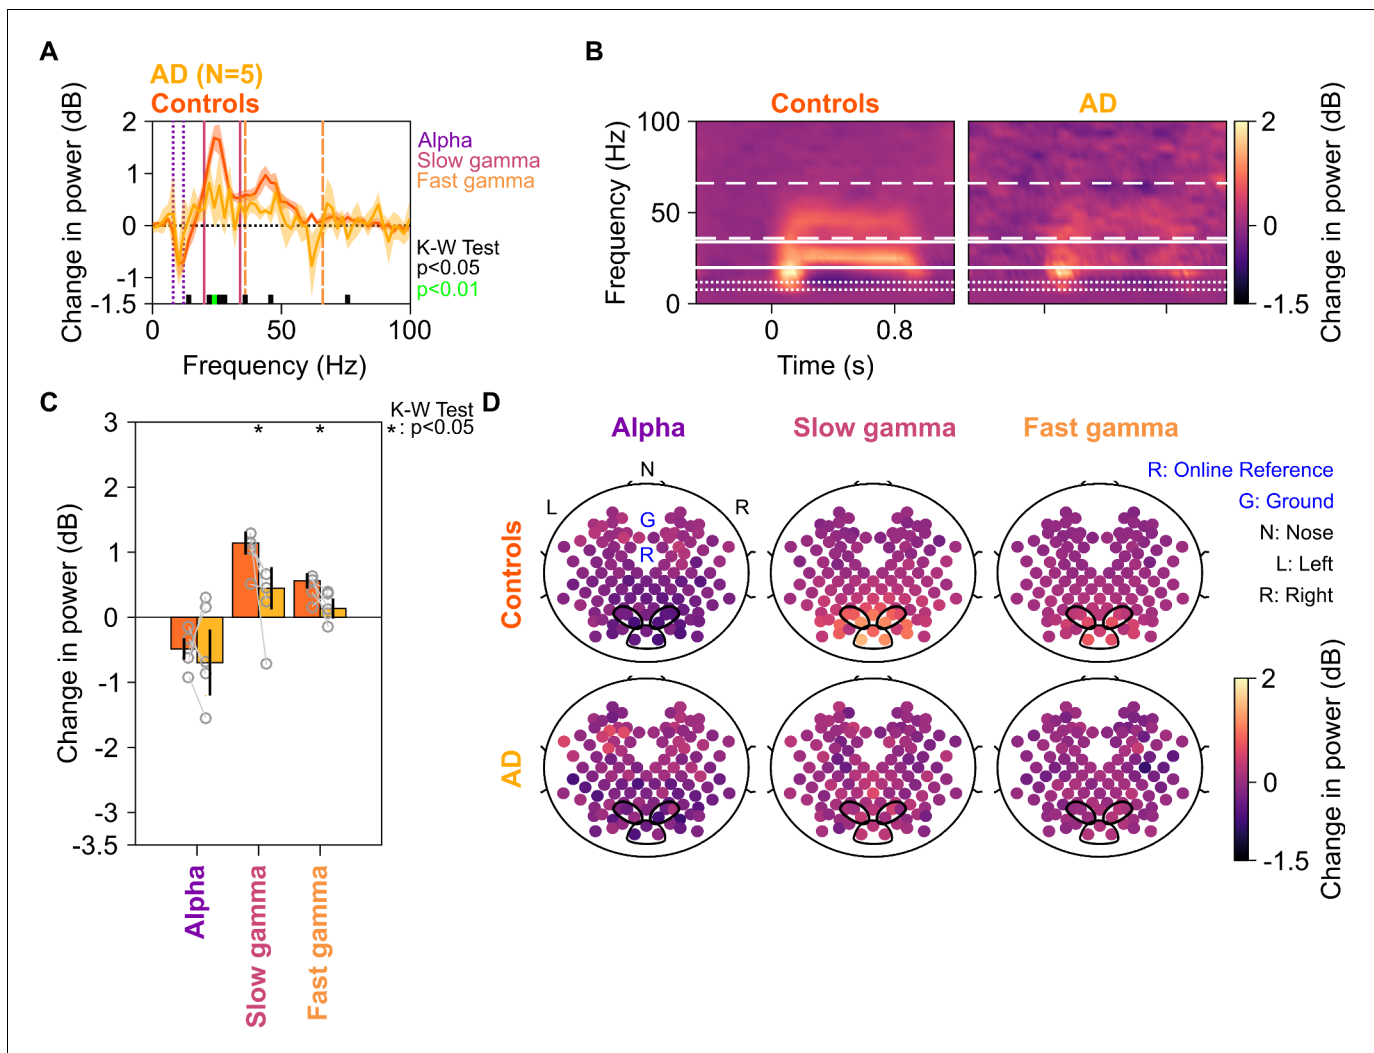 A
AD (N=5)
Controls
Change in power (dB)
2
1
0
-1
-1.5
0
50
100
Frequency (Hz)
Alpha
Slow gamma
Fast gamma
K-W Test
p<0.05
p<0.01
B
Controls
AD
Frequency (Hz)
100
50
0
0
0.8
Time (s)
2
0
-1.5
Change in power (dB)
C
K-W Test
*: p<0.05
* *
Change in power (dB)
3
2
1
0
-1
-2
-3
-3.5
Alpha
Slow gamma
Fast gamma
D
Alpha
Slow gamma
Fast gamma
Controls
AD
N
L
R
G
R
R: Online Reference
G: Ground
N: Nose
L: Left
R: Right
2
0
-1.5
Change in power (dB)